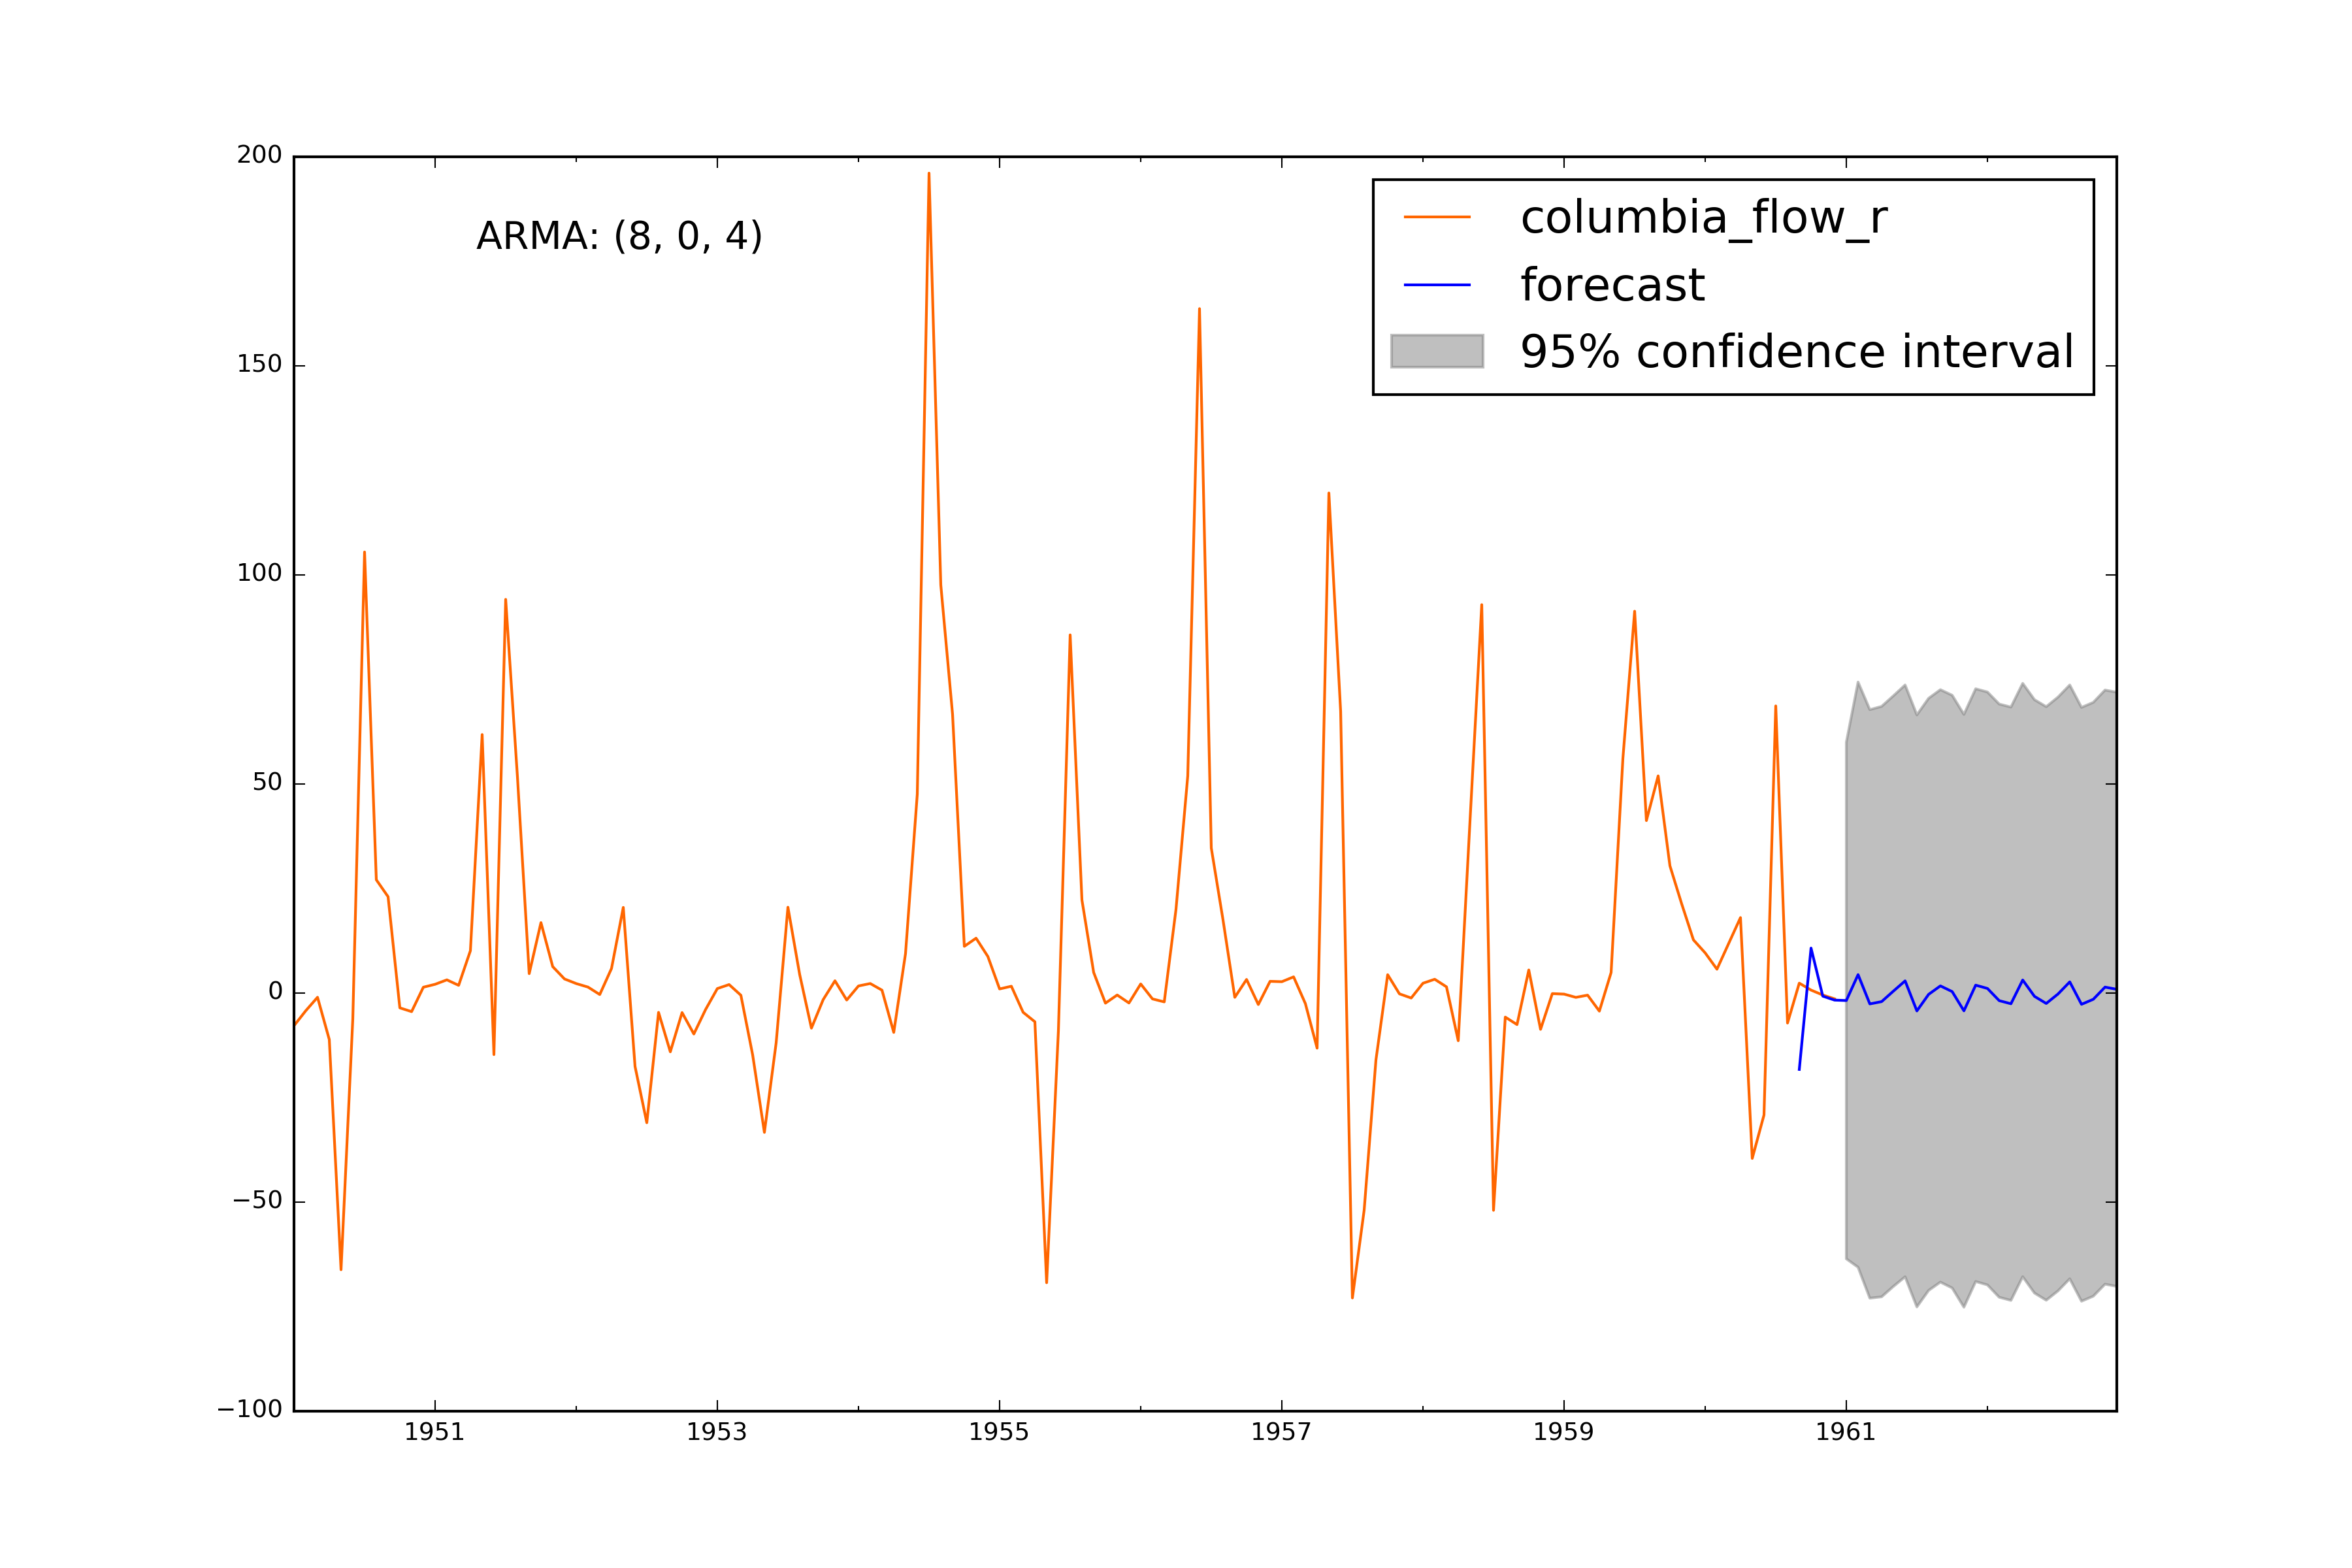 200
150
100
50
0
−50
−100
ARMA: (8, 0, 4)
columbia_flow_r
forecast
95% confidence interval
1951 1953 1955 1957 1959 1961